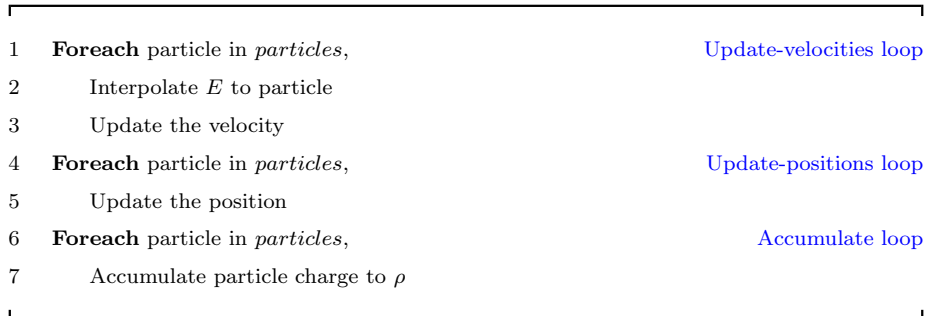 1 Foreach particle in particles, Update-velocities loop
2 Interpolate E to particle
3 Update the velocity
4 Foreach particle in particles, Update-positions loop
5 Update the position
6 Foreach particle in particles, Accumulate loop
7 Accumulate particle charge to ρ